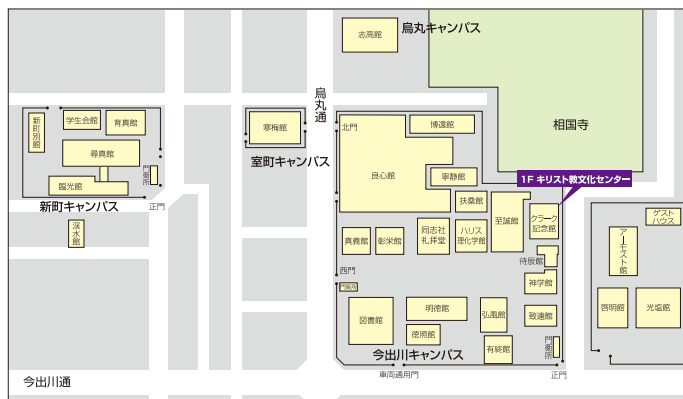 烏丸キャンパス
志高館
烏丸通
相国寺
新町別館
学生会館
育真館
尋真館
臨光館
門衛所
正門
新町キャンパス
渓水館
寒梅館
室町キャンパス
北門
博遠館
良心館
寧静館
扶桑館
至誠館
1F キリスト教文化センター
クラーク
記念館
待辰館
神学館
致遠館
真義館
彰栄館
同志社
礼拝堂
ハリス
理化学館
西門
門衛所
図書館
明徳館
徳照館
弘風館
有終館
門衛所
今出川キャンパス
車両通用門
正門
ゲスト
ハウス
アーモスト館
啓明館
光塩館
今出川通